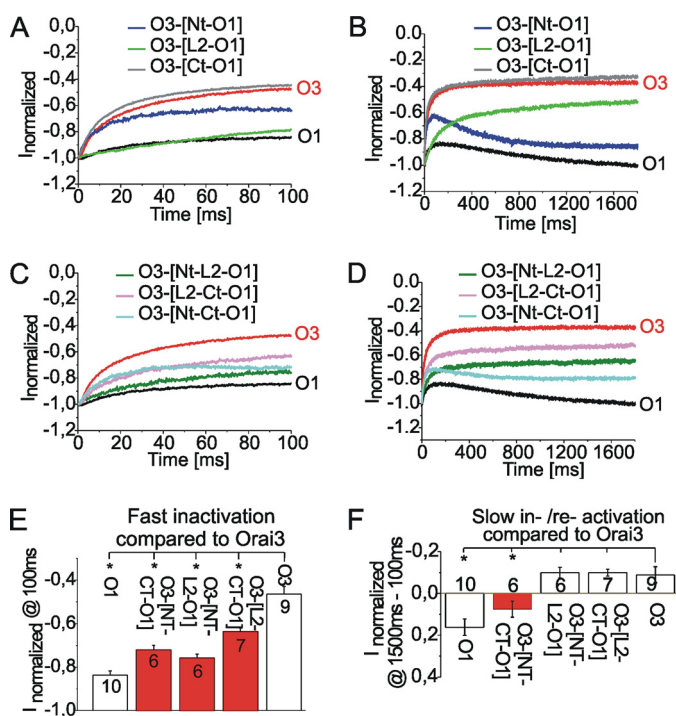 A
O3-[Nt-O1]
O3-[L2-O1]
O3-[Ct-O1]
0,0
-0,2
-0,4
-0,6
-0,8
-1.0
-1.2
I normalized
O3
O1
0 20 40 60 80 100
Time [ms]
B
O3-[Nt-O1]
O3-[L2-O1]
O3-[Ct-O1]
0,0
-0.2
-0.4
-0.6
-0.8
-1.0
-1.2
I normalized
O3
O1
0 400 800 1200 1600
Time [ms]
C
O3-[Nt-L2-O1]
O3-[L2-Ct-O1]
O3-[Nt-Ct-O1]
0,0
-0,2
-0,4
-0,6
-0,8
-1,0
-1,2
I normalized
O3
O1
0 20 40 60 80 100
Time [ms]
D
O3-[Nt-L2-O1]
O3-[L2-Ct-O1]
O3-[Nt-Ct-O1]
0.0
-0.2
-0.4
-0.6
-0.8
-1.0
-1.2
I normalized
O3
O1
0 400 800 1200 1600
Time [ms]
E
Fast inactivation
compared to Orai3
* * * *
-0,4
-0,6
-0,8
-1,0
I normalized @ 100ms
O1
O3-[NT-
CT-O1]
O3-[NT-
L2-O1]
O3-[L2
CT-O1]
O3
10
6
6
7
9
F
Slow in- /re- activation
compared to Orai3
* *
-0,2
0,0
0,2
0,4
I normalized
@ 1500ms - 100ms
10
6
6
7
9
O1
O3-[NT-
CT-O1]
O3-[NT-
L2-O1]
O3-[L2-
CT-O1]
O3